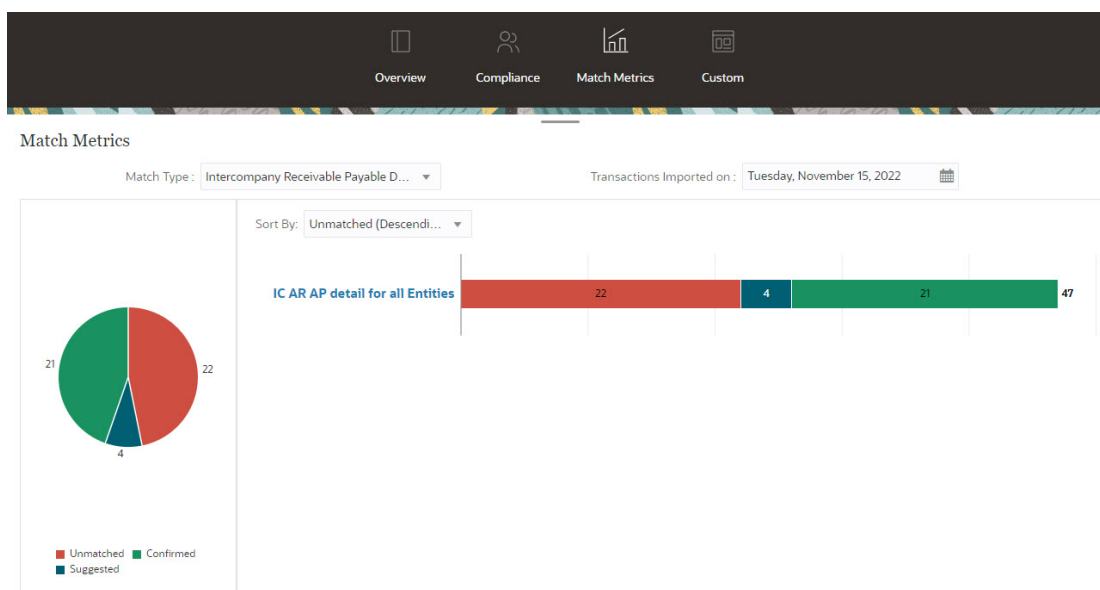 Overview Compliance Match Metrics Custom
Match Metrics
Match Type : Intercompany Receivable Payable D... Transactions Imported on : Tuesday, November 15, 2022
Sort By: Unmatched (Descendi...
IC AR AP detail for all Entities 22 4 21 47
21 22
4
Unmatched Confirmed
Suggested